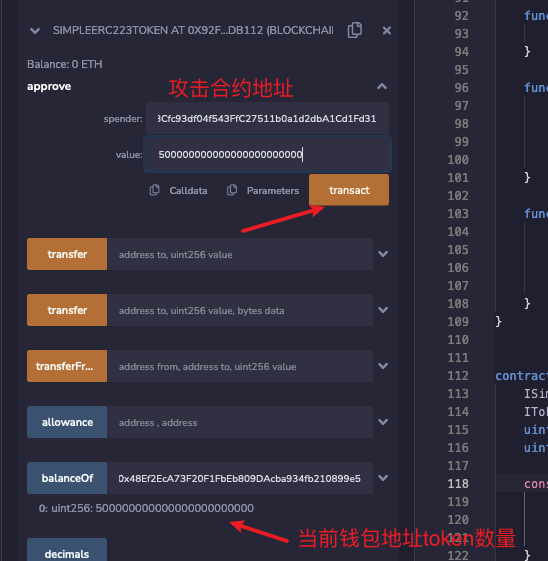 SIMPLEERC223TOKEN AT 0X92F...DB112 (BLOCKCHAI
Balance: 0 ETH
approve
攻击合约地址
spender:
3Cfc93df04f543FfC27511b0a1d2dbA1Cd1Fd31
value:
Calldata
Parameters
transact
transfer
address to, uint256 value
transfer
address to, uint256 value, bytes data
transferFr...
address from, address to, uint256 value
allowance
address , address
balanceOf
0x48Ef2EcA73F20F1FbEb809DAcba934fb210899e5
0: uint256: 500000000000000000000000
当前钱包地址token数量
decimals
92 func
93
94 }
95
96 func
97
98
99
100
101 }
102
103 func
104
105
106
107
108 }
109 }
110
111
112 contract
113 ISim
114 ITok
115 uint
116 uint
117
118 cons
119
120
121
122 }